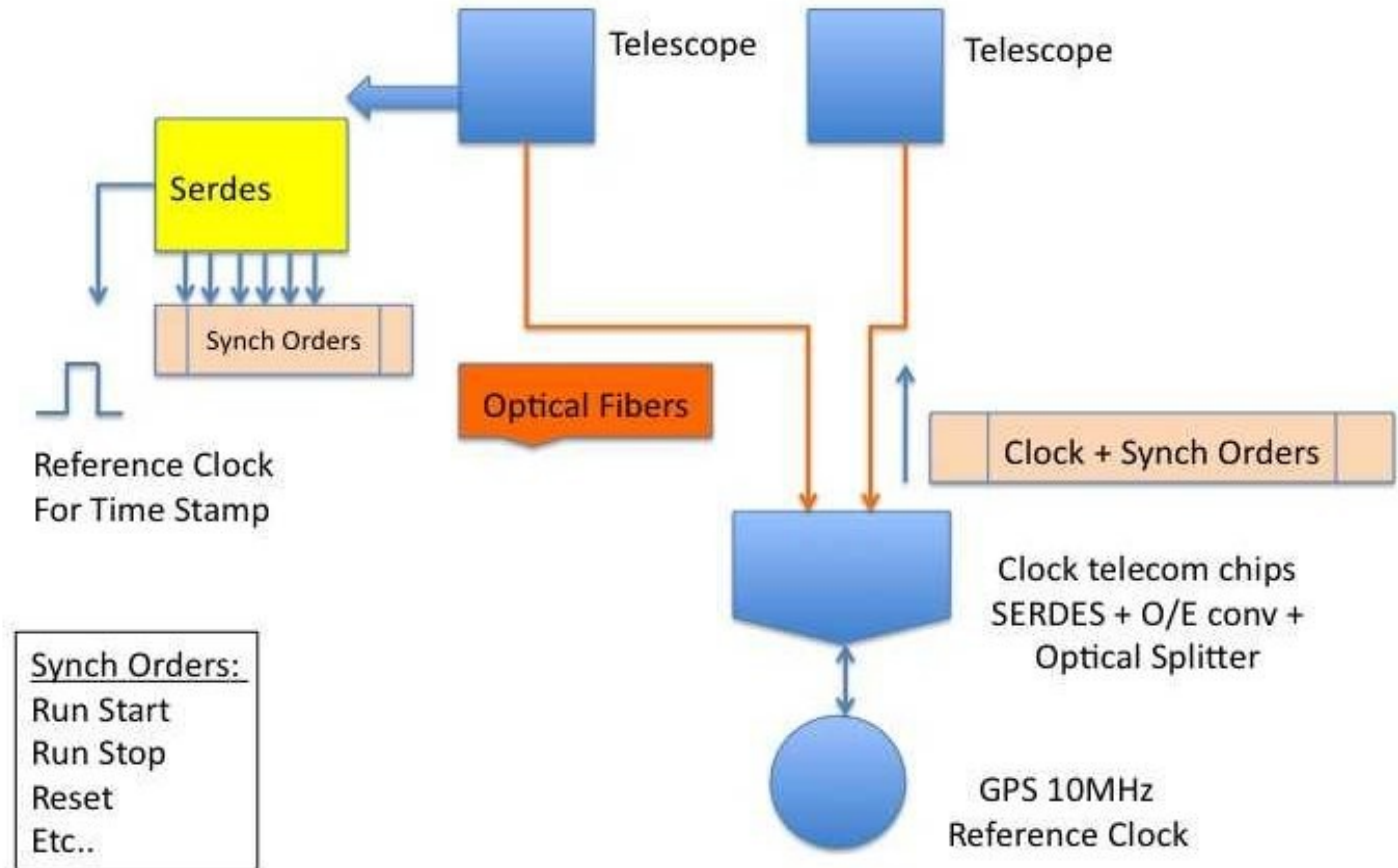 Telescope
Telescope
Serdes
Synch Orders
Optical Fibers
Clock + Synch Orders
Reference Clock
For Time Stamp
Clock telecom chips
SERDES + O/E conv +
Optical Splitter
Synch Orders:
Run Start
Run Stop
Reset
Etc..
GPS 10MHz
Reference Clock